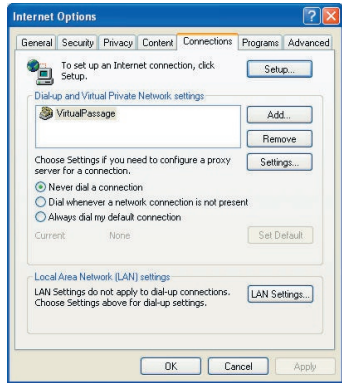 Internet Options
General Security Privacy Content Connections Programs Advanced
To set up an Internet connection, click
Setup.
Setup...
Dial-up and Virtual Private Network settings
VirtualPassage
Add...
Remove
Choose Settings if you need to configure a proxy
server for a connection.
Settings...
Never dial a connection
Dial whenever a network connection is not present
Always dial my default connection
Current None Set Default
Local Area Network (LAN) settings
LAN Settings do not apply to dial-up connections.
Choose Settings above for dial-up settings.
LAN Settings...
OK Cancel Apply